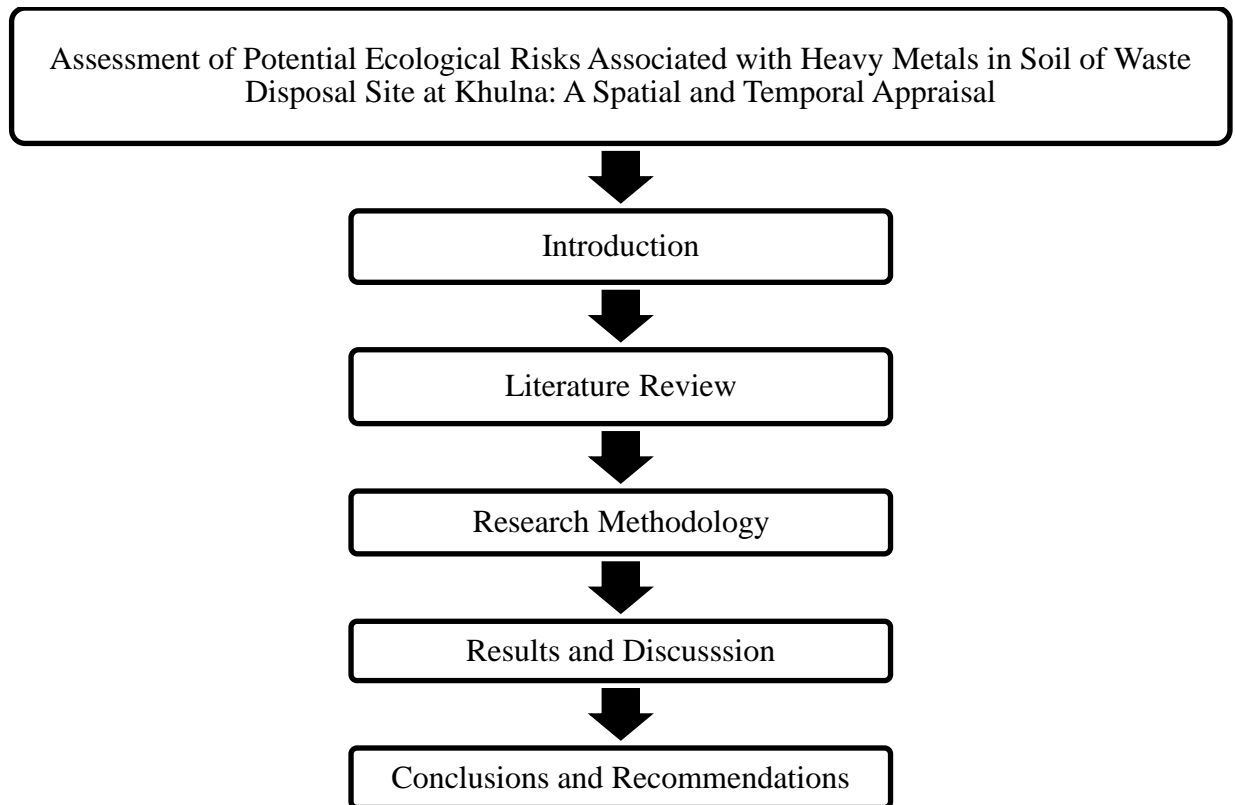 Assessment of Potential Ecological Risks Associated with Heavy Metals in Soil of Waste
Disposal Site at Khulna: A Spatial and Temporal Appraisal
Introduction
Literature Review
Research Methodology
Results and Discusssion
Conclusions and Recommendations